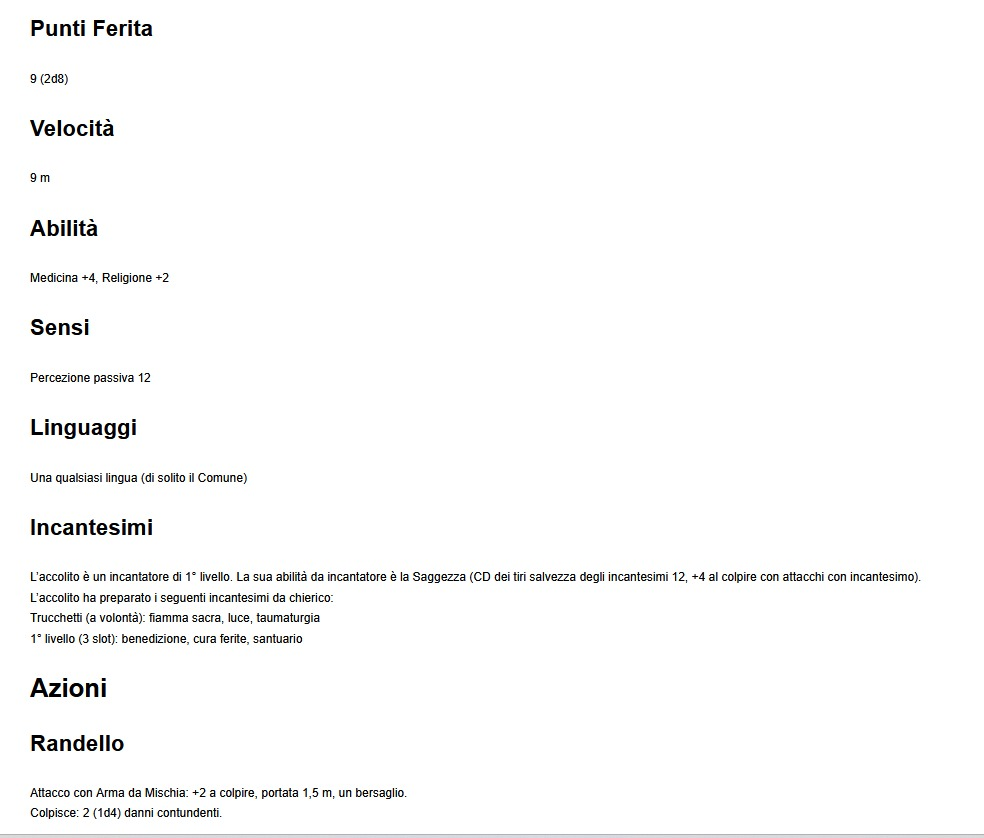 Punti Ferita
9 (2d8)
Velocità
9 m
Abilità
Medicina +4, Religione +2
Sensi
Percezione passiva 12
Linguaggi
Una qualsiasi lingua (di solito il Comune)
Incantesimi
L'accolito è un incantatore di 1° livello. La sua abilità da incantatore è la Saggezza (CD dei tiri salvezza degli incantesimi 12, +4 al colpire con attacchi con incantesimo).
L'accolito ha preparato i seguenti incantesimi da chierico:
Trucchetti (a volontà): fiamma sacra, luce, taumaturgia
1° livello (3 slot): benedizione, cura ferite, santuario
Azioni
Randello
Attacco con Arma da Mischia: +2 a colpire, portata 1,5 m, un bersaglio.
Colpisce: 2 (1d4) danni contundenti.